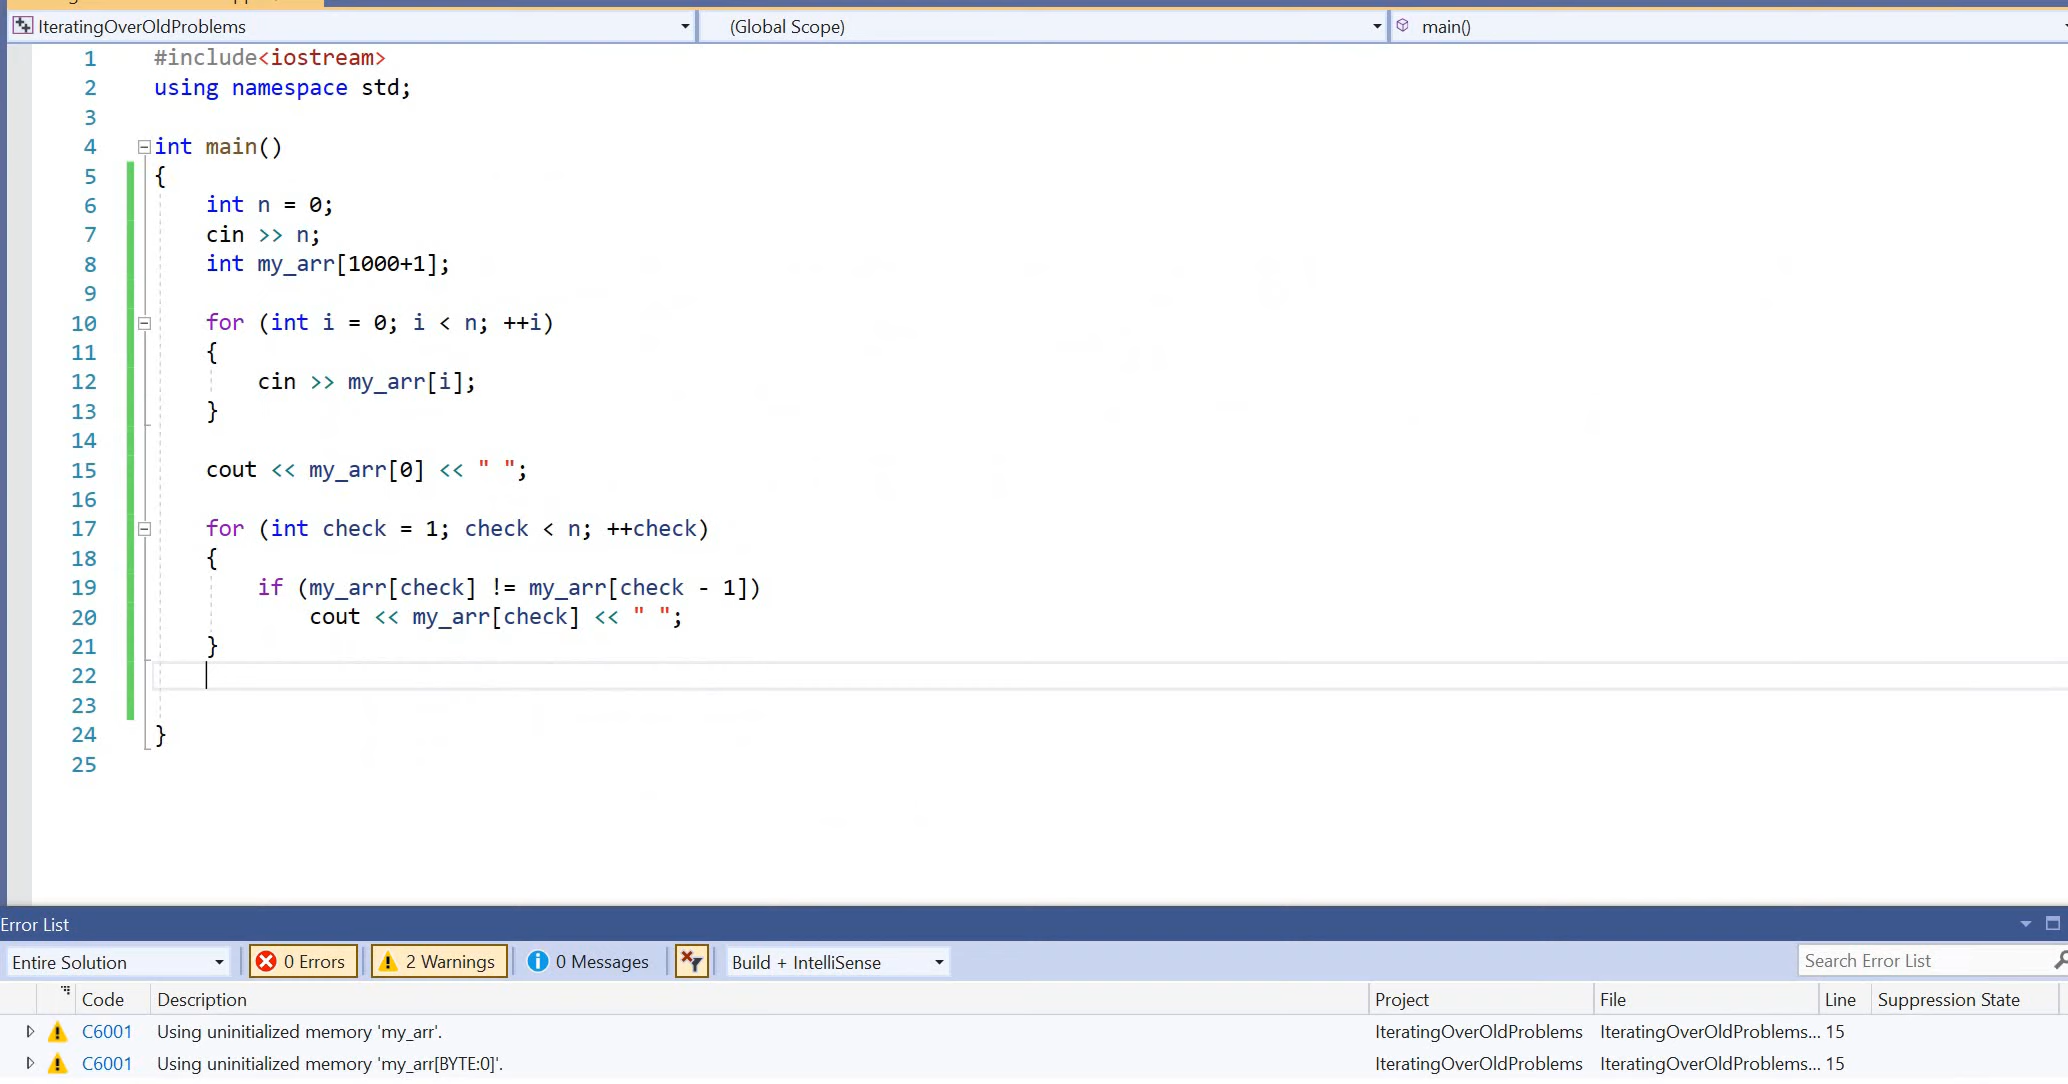 IteratingOverOldProblems (Global Scope) main()
1 #include<iostream>
2 using namespace std;
3
4 int main()
5 {
6 int n = 0;
7 cin >> n;
8 int my_arr[1000+1];
9
10 for (int i = 0; i < n; ++i)
11 {
12 cin >> my_arr[i];
13 }
14
15 cout << my_arr[0] << " ";
16
17 for (int check = 1; check < n; ++check)
18 {
19 if (my_arr[check] != my_arr[check - 1])
20 cout << my_arr[check] << " ";
21 }
22
23
24 }
25
Error List
Entire Solution 0 Errors 2 Warnings 0 Messages Build + IntelliSense Search Error List
Code Description Project File Line Suppression State
C6001 Using uninitialized memory 'my_arr'. IteratingOverOldProblems IteratingOverOldProblems... 15
C6001 Using uninitialized memory 'my_arr[BYTE:0]'. IteratingOverOldProblems IteratingOverOldProblems... 15